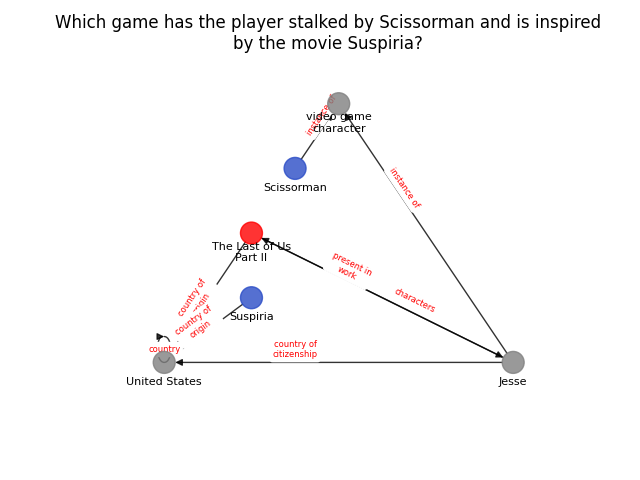 Which game has the player stalked by Scissorman and is inspired
by the movie Suspiria?
instance of
video game
character
instance of
Scissorman
The Last of Us
Part II
present in
work
country of
origin
characters
Suspiria
country of
origin
country
country of
citizenship
United States
Jesse